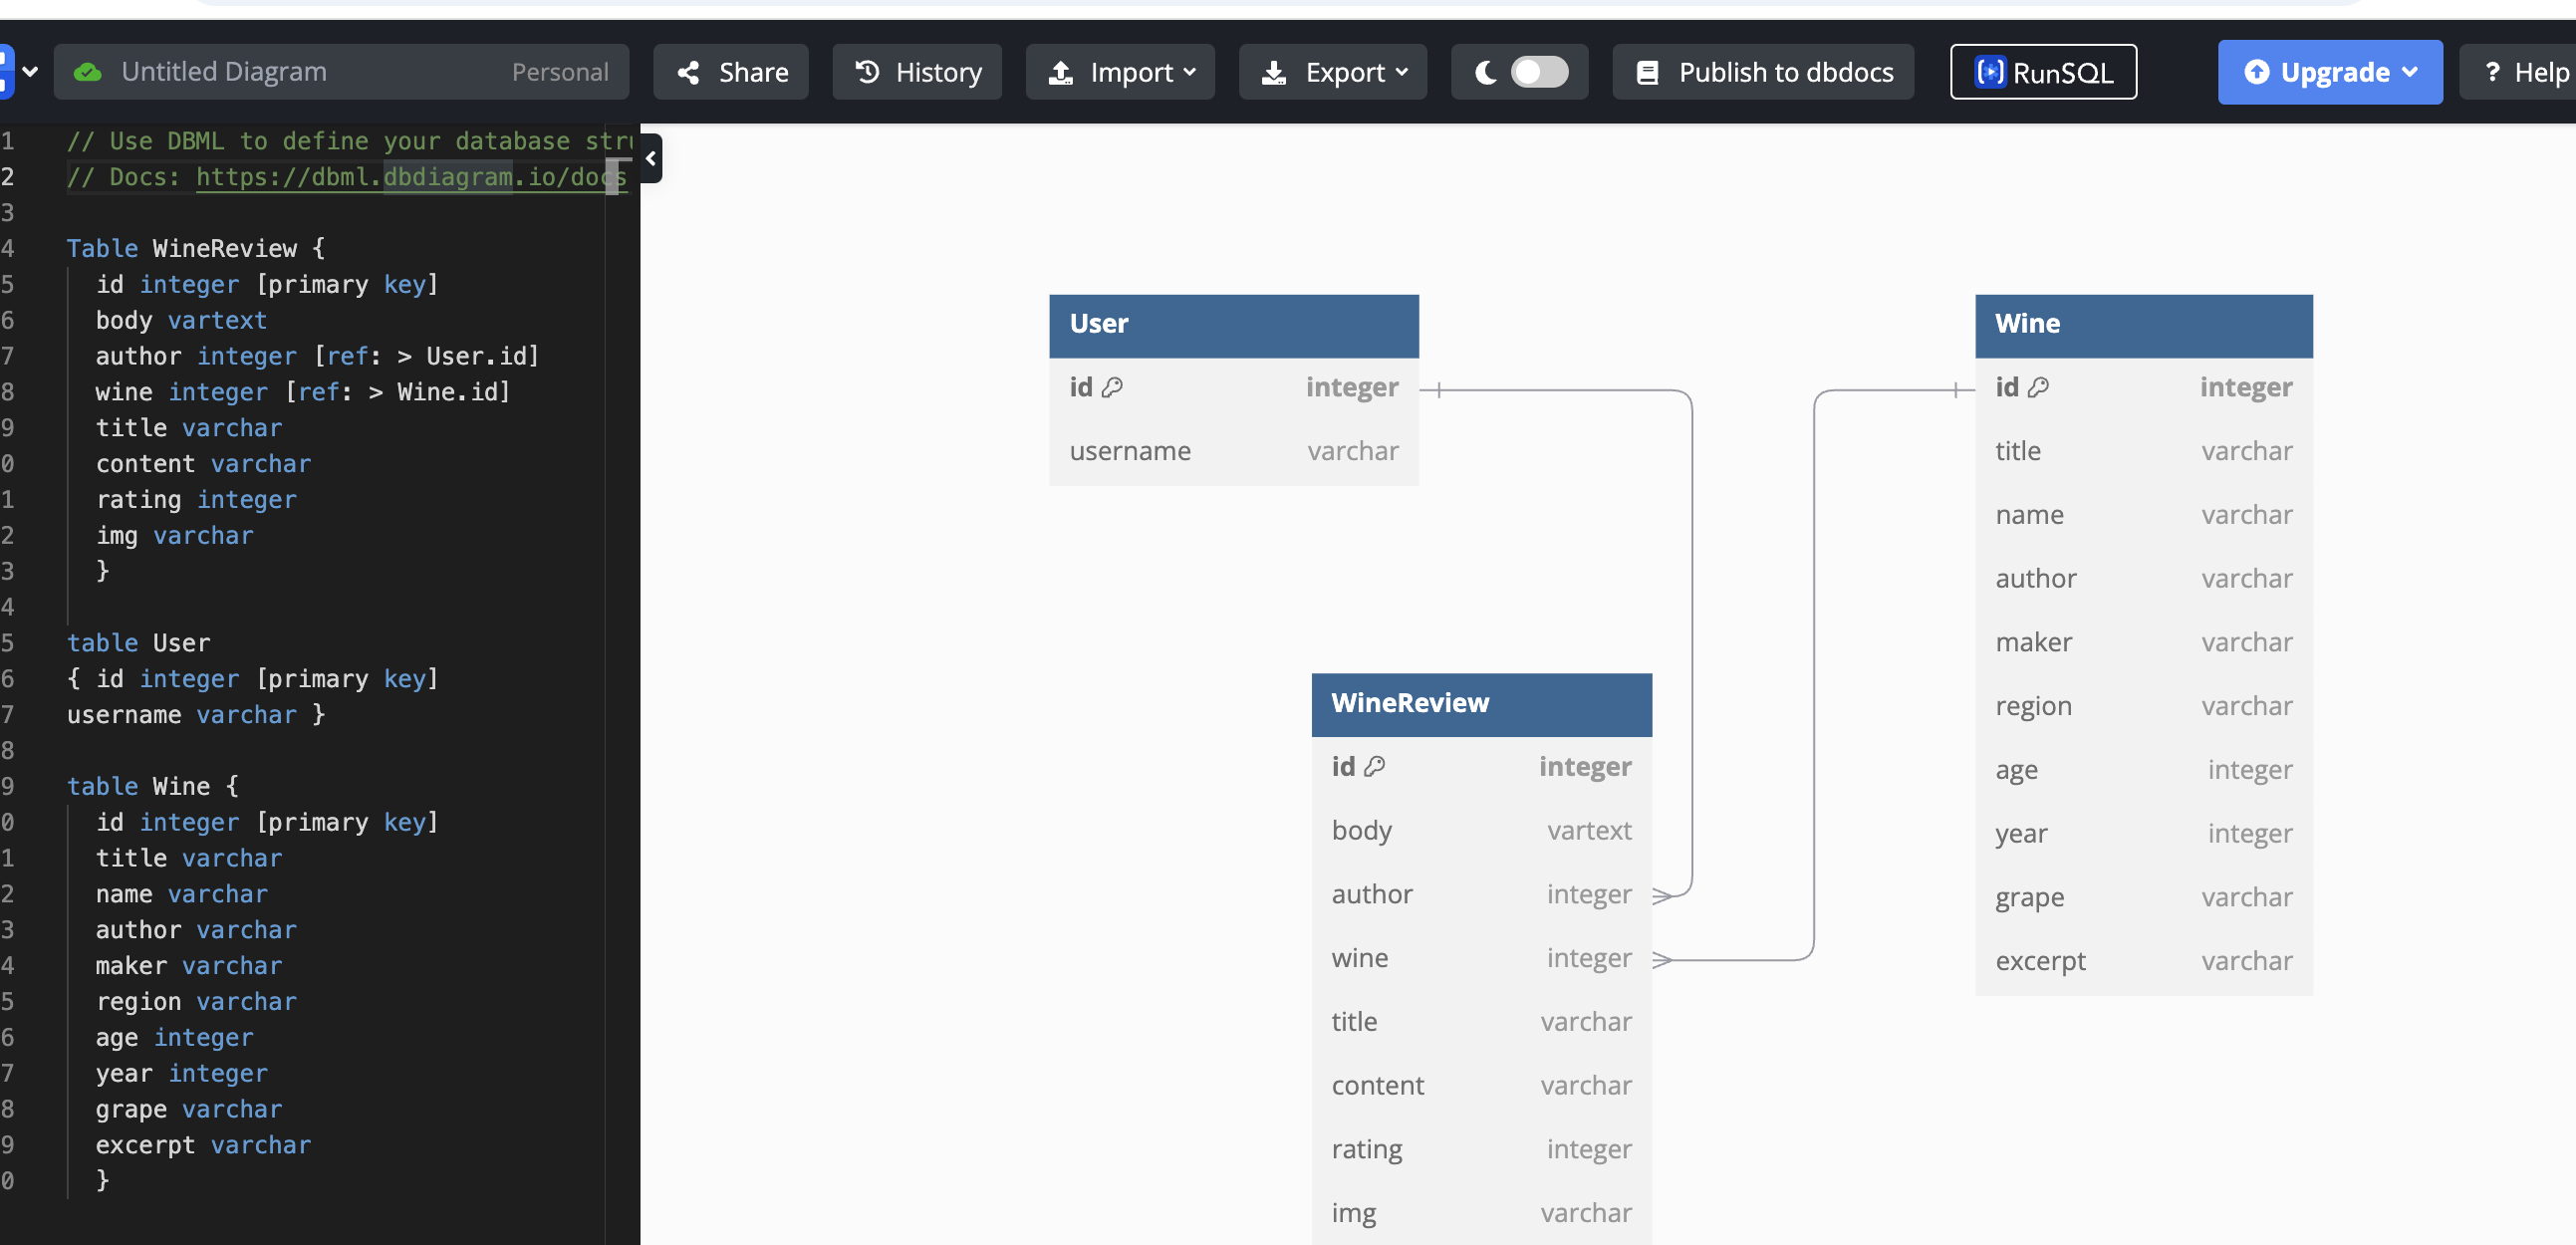 Untitled Diagram Personal Share History Import Export Publish to dbdocs RunSQL Upgrade ? Help
1 // Use DBML to define your database stru
2 // Docs: https://dbml.dbdiagram.io/docs
3
4 Table WineReview {
5 id integer [primary key]
6 body vartext
7 author integer [ref: > User.id]
8 wine integer [ref: > Wine.id]
9 title varchar
0 content varchar
1 rating integer
2 img varchar
3 }
4
5 table User
6 { id integer [primary key]
7 username varchar }
8
9 table Wine {
0 id integer [primary key]
1 title varchar
2 name varchar
3 author varchar
4 maker varchar
5 region varchar
6 age integer
7 year integer
8 grape varchar
9 excerpt varchar
0 }
User
id integer
username varchar
WineReview
id integer
body vartext
author integer
wine integer
title varchar
content varchar
rating integer
img varchar
Wine
id integer
title varchar
name varchar
author varchar
maker varchar
region varchar
age integer
year integer
grape varchar
excerpt varchar